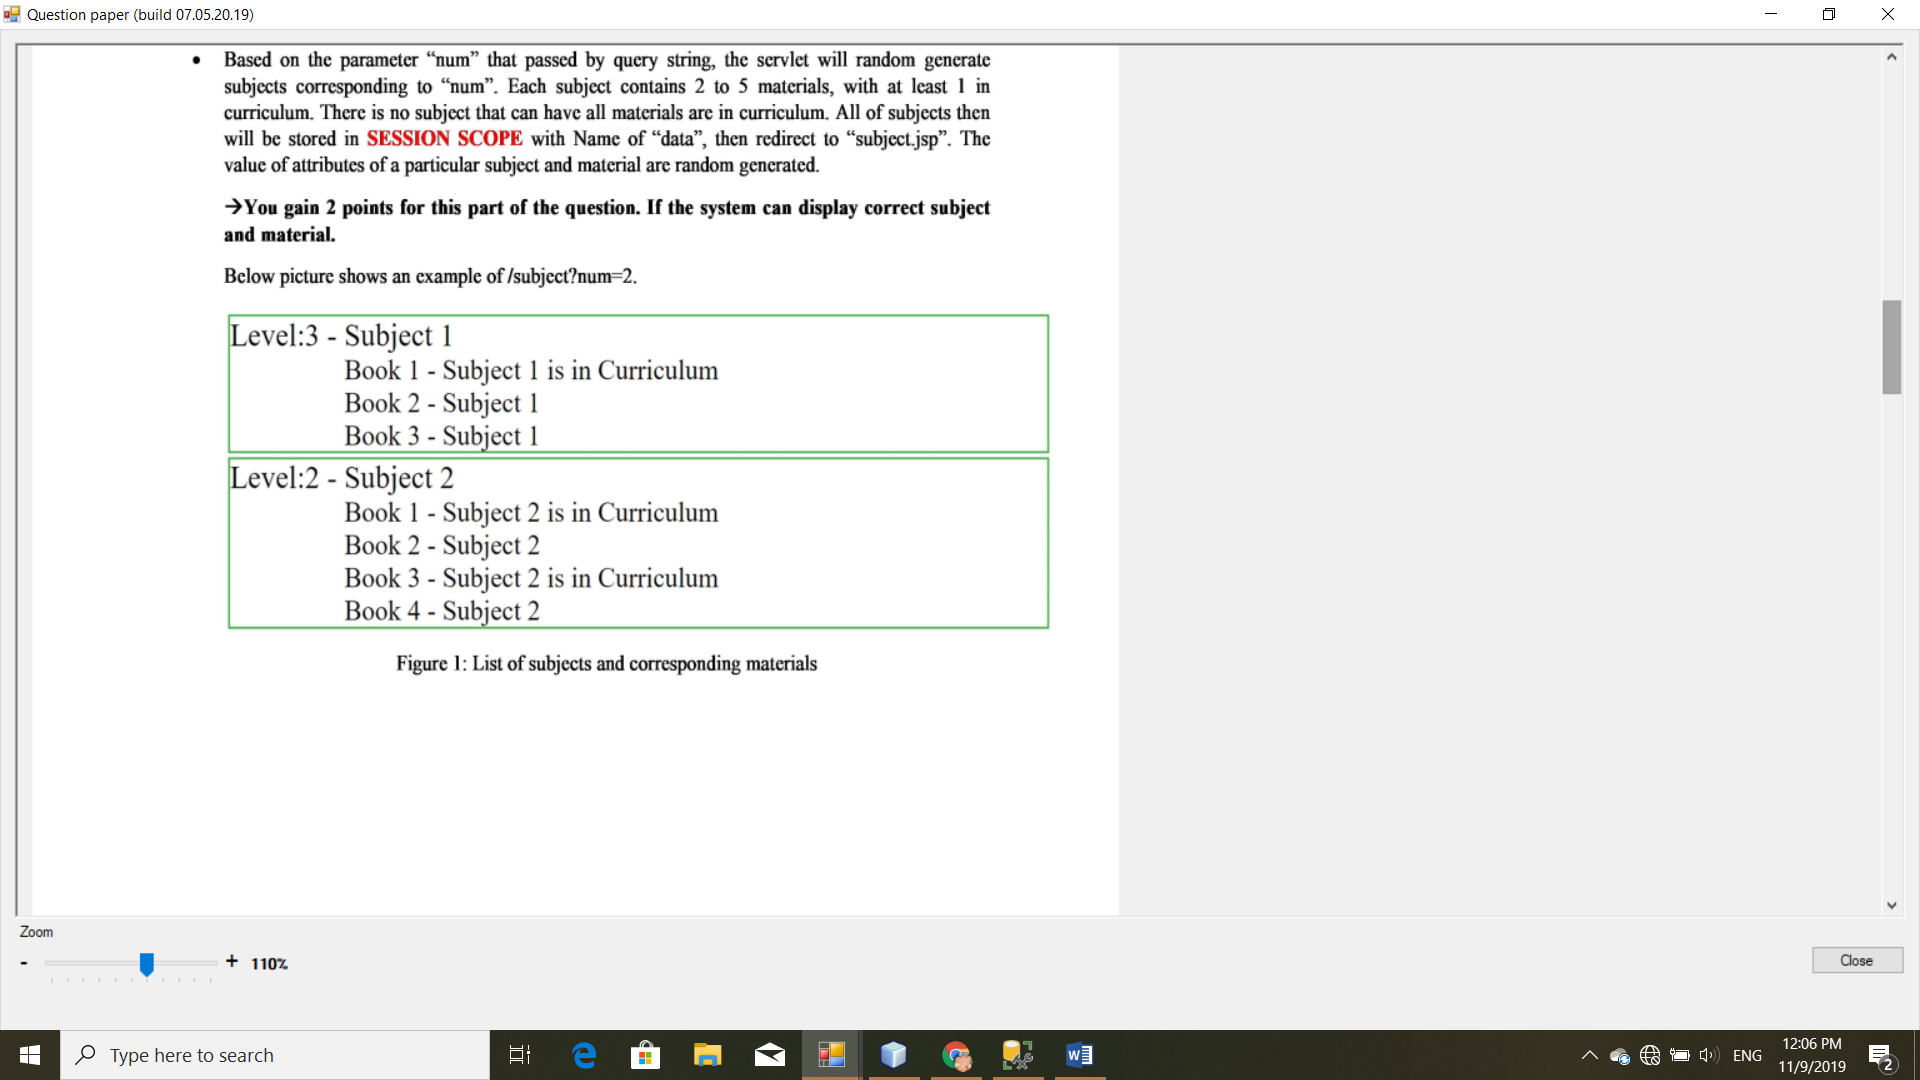 Question paper (build 07.05.20.19)
• Based on the parameter “num” that passed by query string, the servlet will random generate
subjects corresponding to “num”. Each subject contains 2 to 5 materials, with at least 1 in
curriculum. There is no subject that can have all materials are in curriculum. All of subjects then
will be stored in SESSION SCOPE with Name of “data”, then redirect to “subject.jsp”. The
value of attributes of a particular subject and material are random generated.
→You gain 2 points for this part of the question. If the system can display correct subject
and material.
Below picture shows an example of /subject?num=2.
Level:3 - Subject 1
Book 1 - Subject 1 is in Curriculum
Book 2 - Subject 1
Book 3 - Subject 1
Level:2 - Subject 2
Book 1 - Subject 2 is in Curriculum
Book 2 - Subject 2
Book 3 - Subject 2 is in Curriculum
Book 4 - Subject 2
Figure 1: List of subjects and corresponding materials
Zoom
- + 110%
Close
Type here to search
ENG
12:06 PM
11/9/2019
2